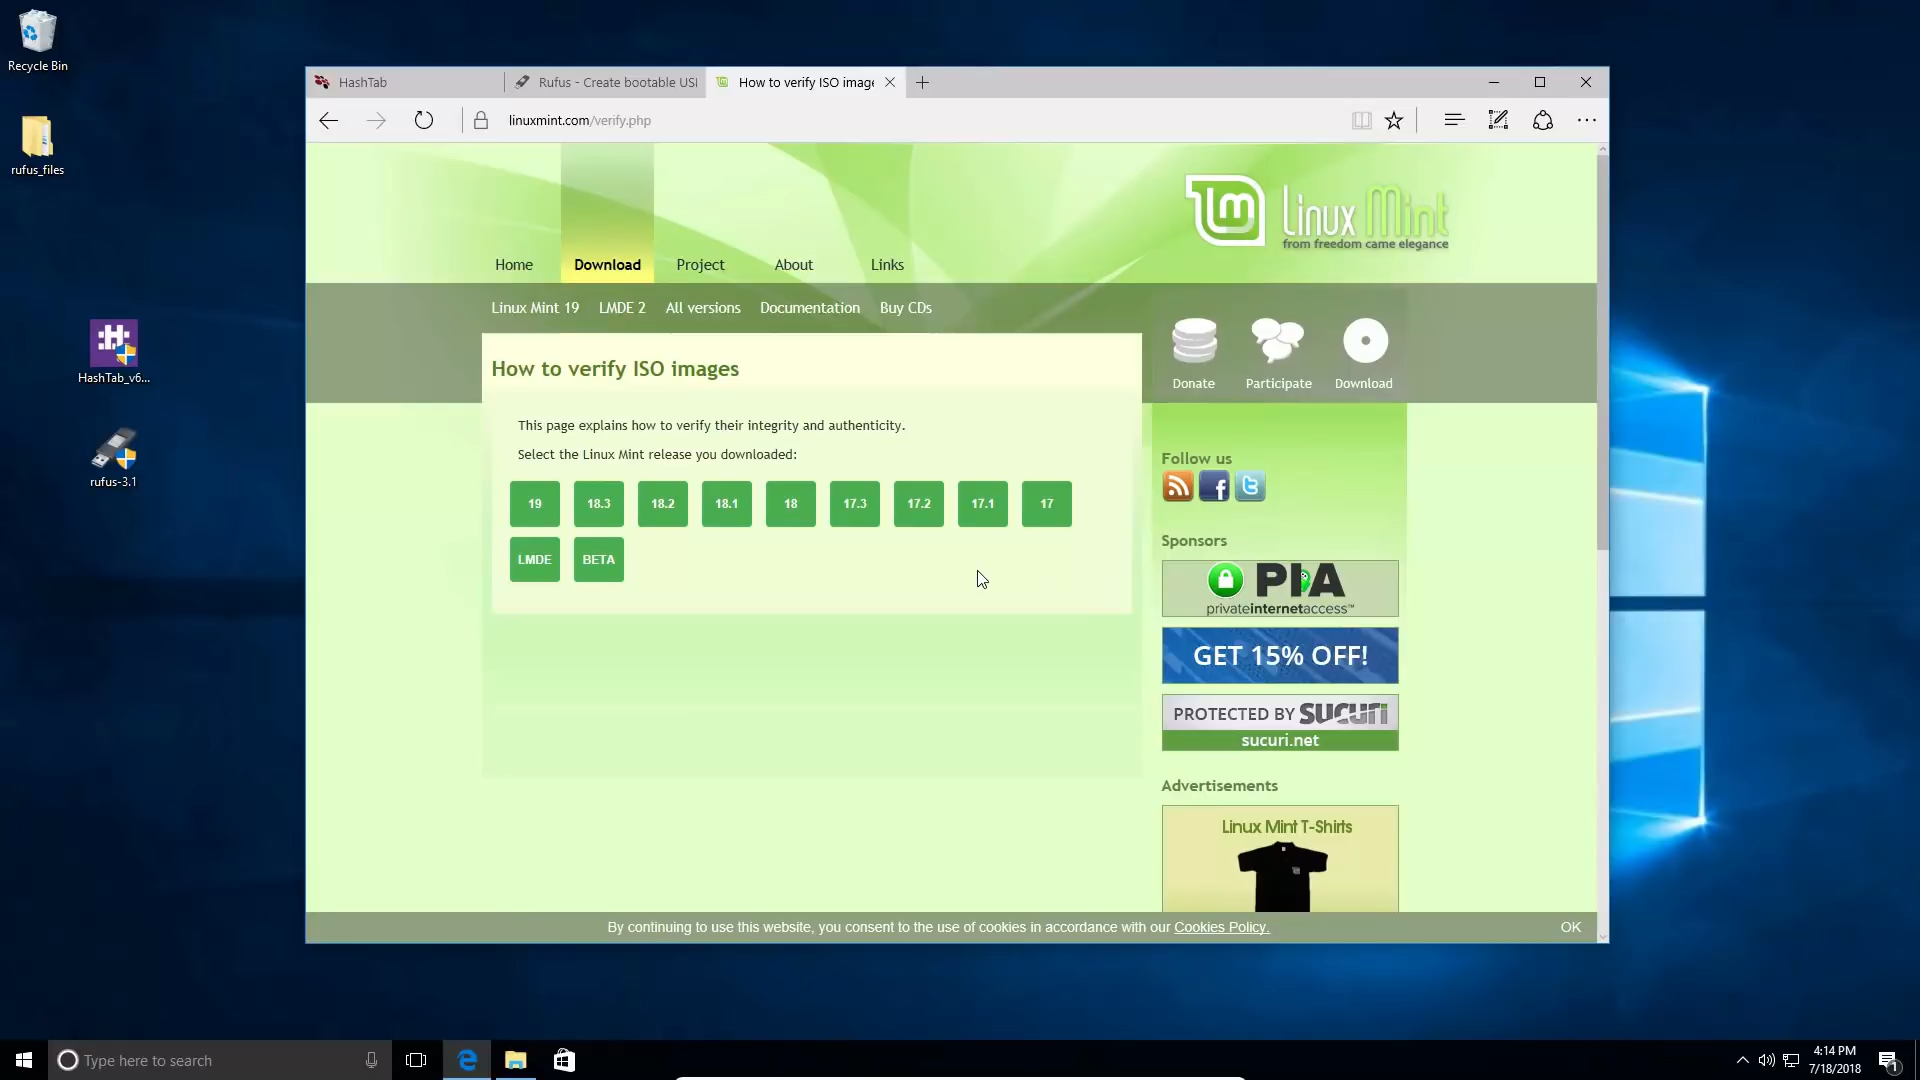 Recycle Bin
rufus_files
HashTab_v6...
rufus-3.1
HashTab
Rufus - Create bootable USI
How to verify ISO image
linuxmint.com/verify.php
Linux Mint
from freedom came elegance
Home Download Project About Links
Linux Mint 19 LMDE 2 All versions Documentation Buy CDs
Donate Participate Download
How to verify ISO images
This page explains how to verify their integrity and authenticity.
Select the Linux Mint release you downloaded:
19 18.3 18.2 18.1 18 17.3 17.2 17.1 17
LMDE BETA
Follow us
Sponsors
PIA
privateinternetaccess™
GET 15% OFF!
PROTECTED BY SUCURI
sucuri.net
Advertisements
Linux Mint T-Shirts
By continuing to use this website, you consent to the use of cookies in accordance with our Cookies Policy.
OK
Type here to search
4:14 PM
7/18/2018
1